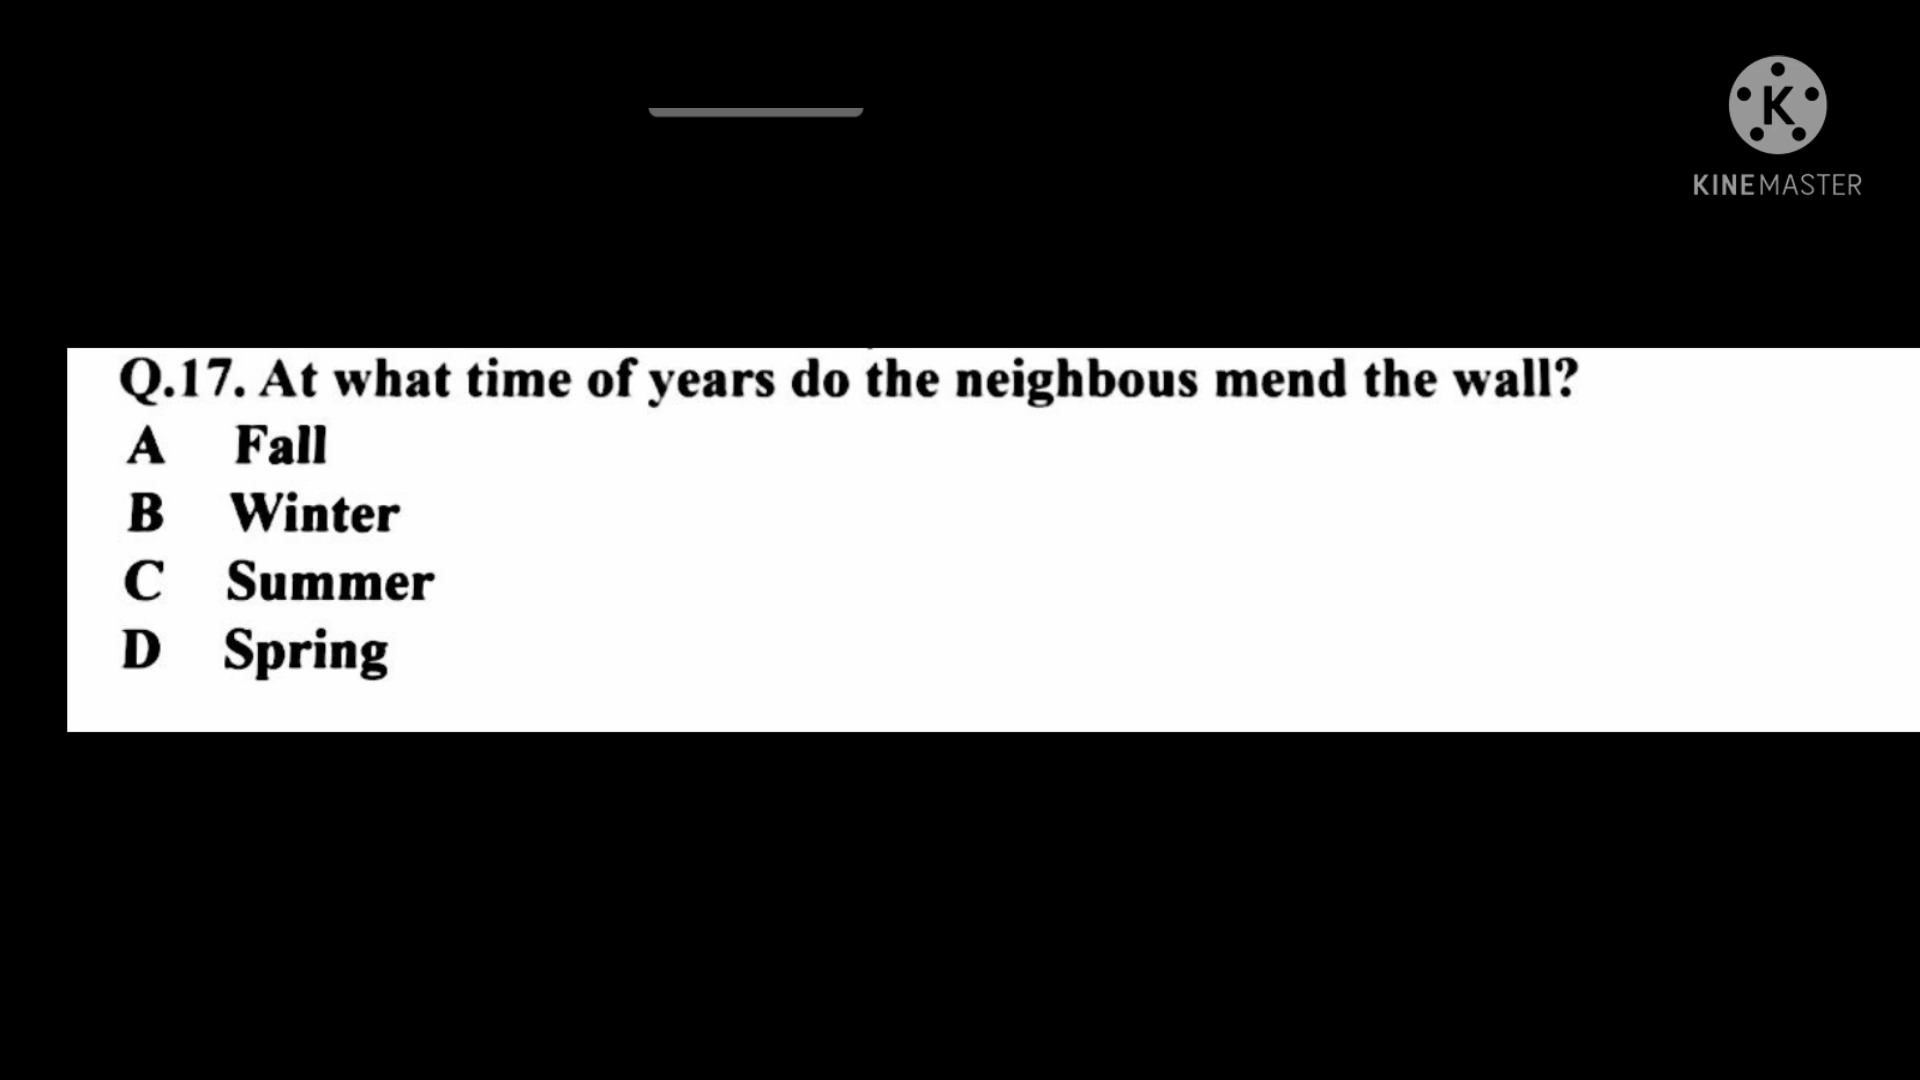 K
KINEMASTER
Q.17. At what time of years do the neighbous mend the wall?
A Fall
B Winter
C Summer
D Spring